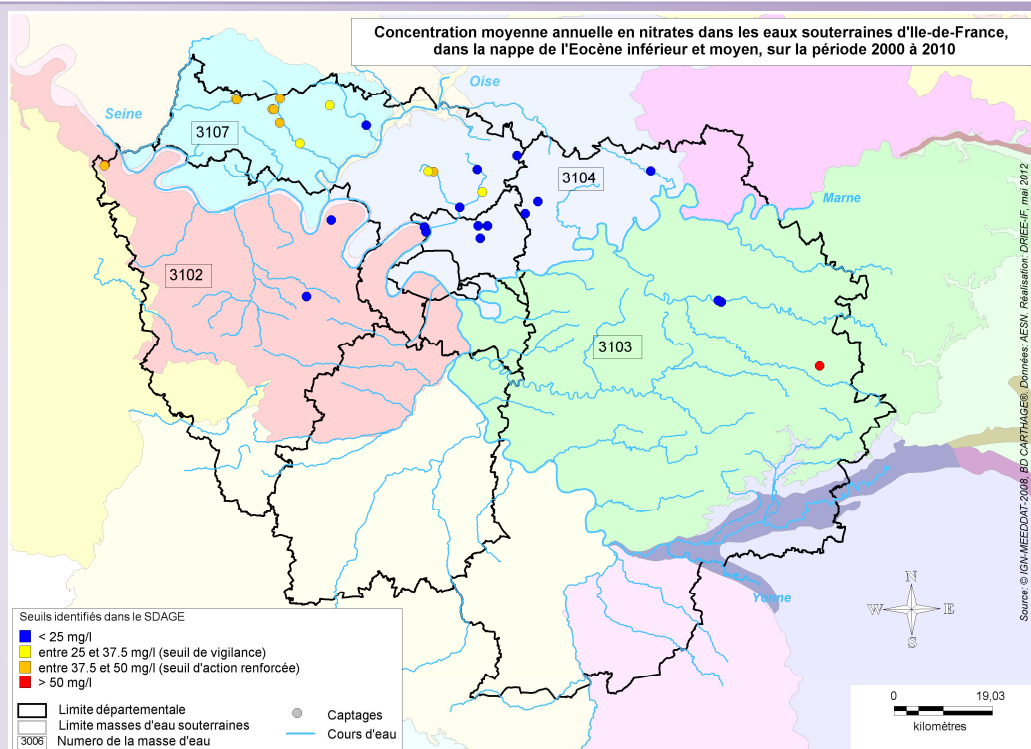 Concentration moyenne annuelle en nitrates dans les eaux souterraines d'Ile-de-France,
dans la nappe de l'Eocène inférieur et moyen, sur la période 2000 à 2010
Oise
Seine
3107
3104
Marne
3102
3103
Yonne
Source: © IGN-MEEDDAT-2008, BD CARTHAGE®. Données: AESN. Réalisation: DRIEE-IF, mai 2012
N
W
E
S
Seuils identifiés dans le SDAGE
< 25 mg/l
entre 25 et 37.5 mg/l (seuil de vigilance)
entre 37.5 et 50 mg/l (seuil d'action renforcée)
> 50 mg/l
Limite départementale
Limite masses d'eau souterraines
3006 Numero de la masse d'eau
Captages
Cours d'eau
0 19,03
kilomètres